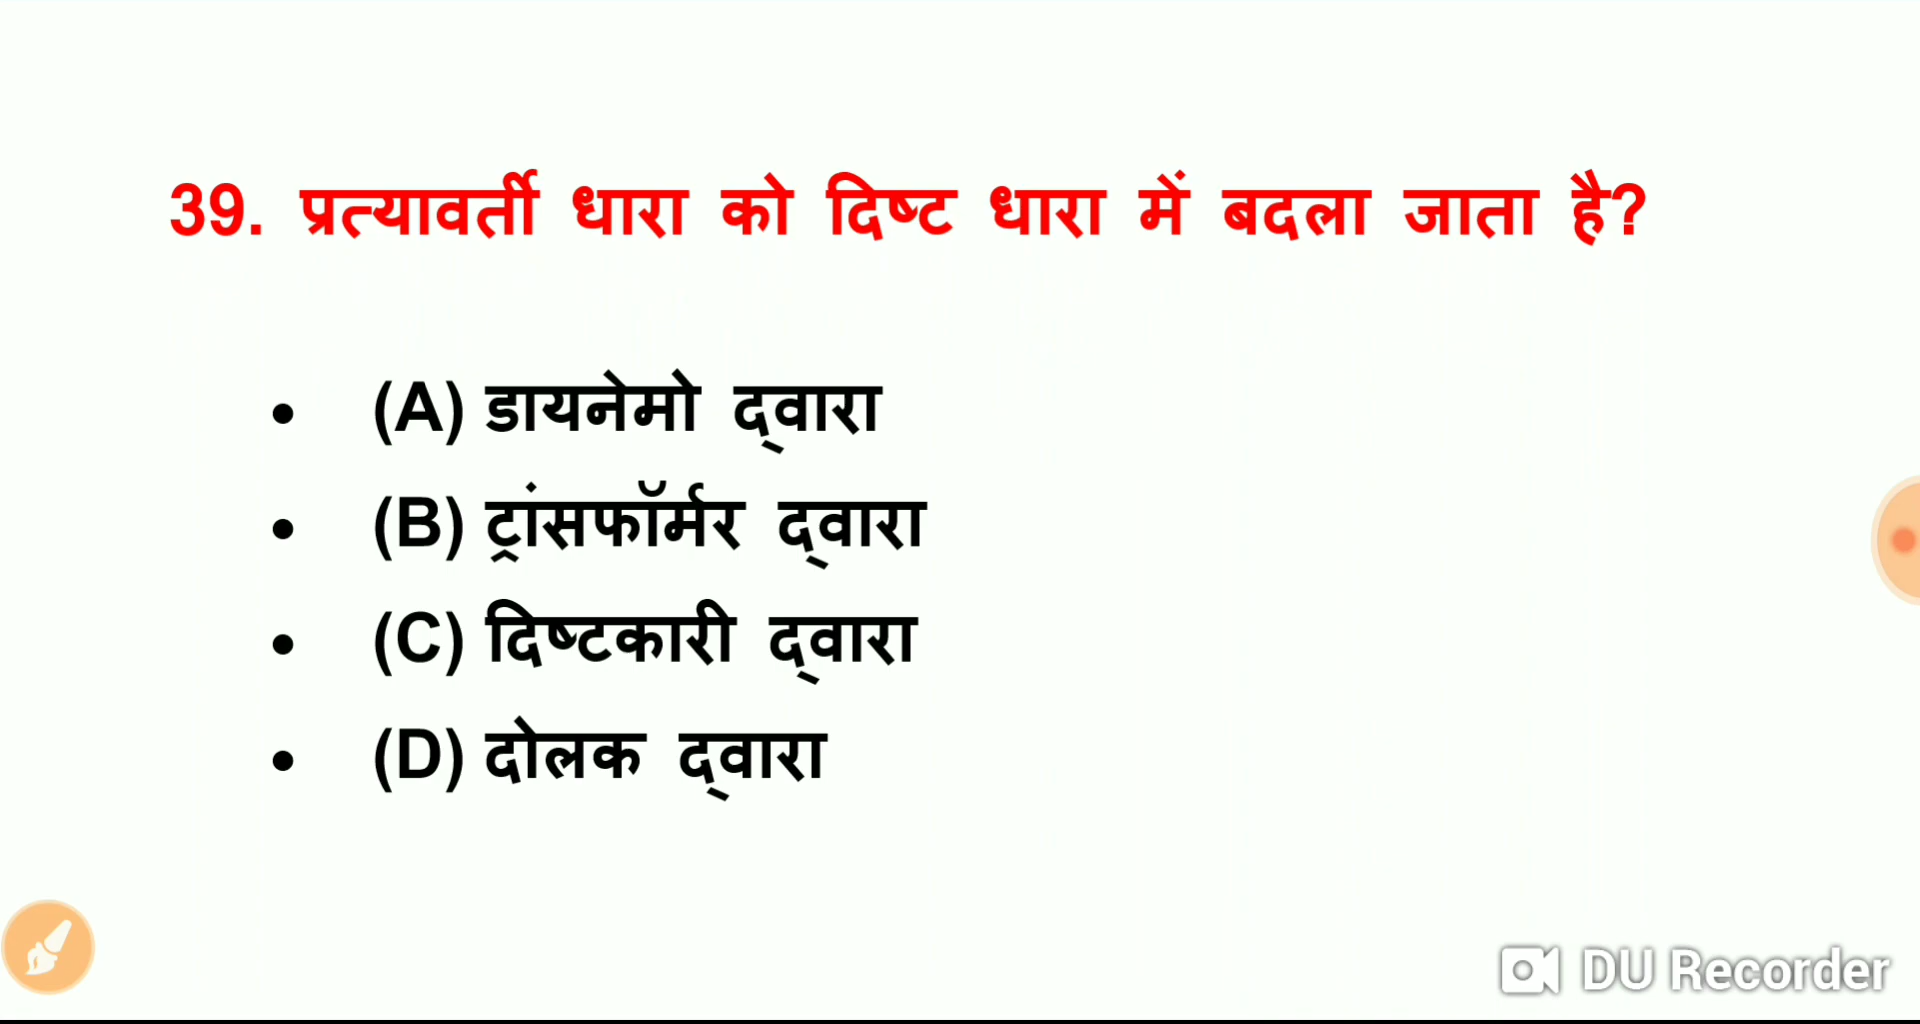 39. प्रत्यावर्ती धारा को दिष्ट धारा में बदला जाता है?
• (A) डायनेमो द्वारा
• (B) ट्रांसफॉर्मर द्वारा
• (C) दिष्टकारी द्वारा
• (D) दोलक द्वारा
DU Recorder